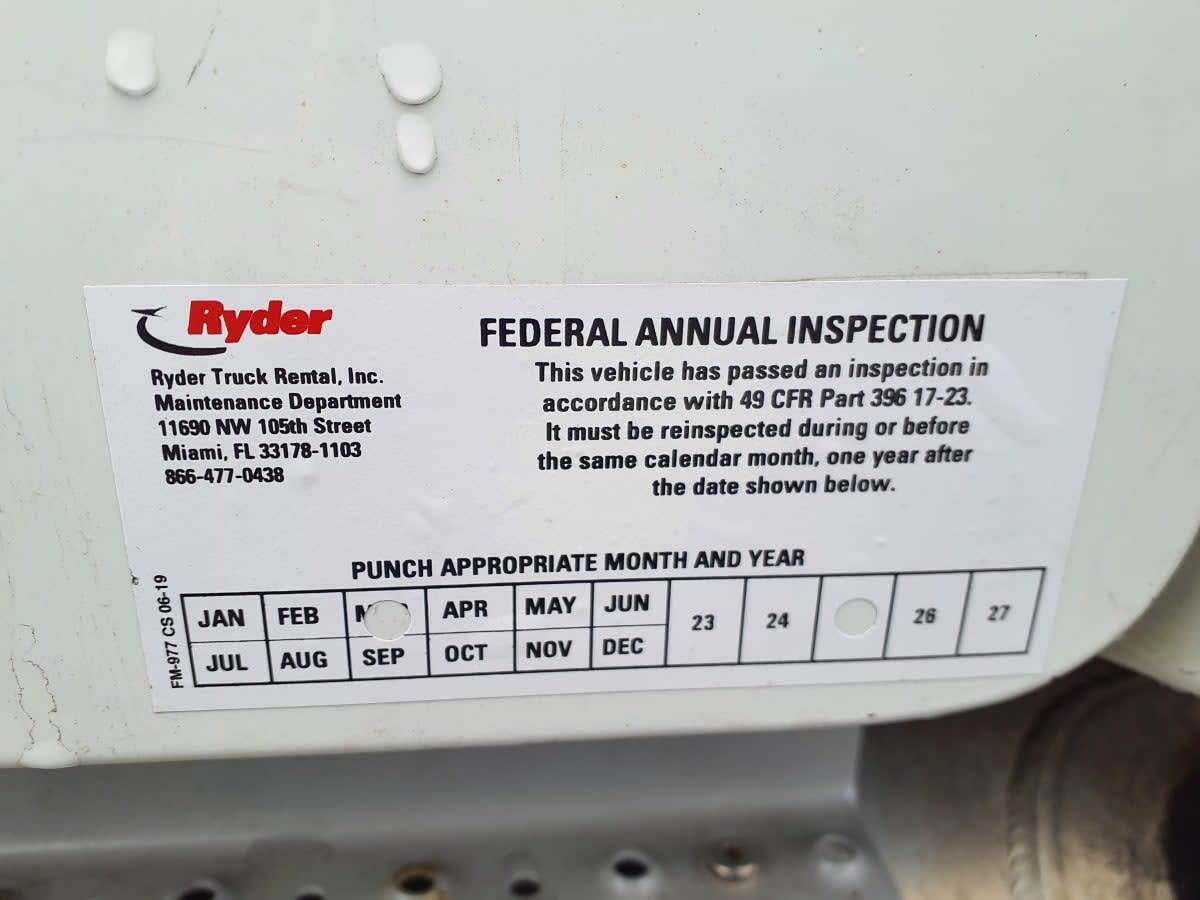 Ryder
Ryder Truck Rental, Inc.
Maintenance Department
11690 NW 105th Street
Miami, FL 33178-1103
866-477-0438
FEDERAL ANNUAL INSPECTION
This vehicle has passed an inspection in
accordance with 49 CFR Part 396 17-23.
It must be reinspected during or before
the same calendar month, one year after
the date shown below.
PUNCH APPROPRIATE MONTH AND YEAR
JAN FEB APR MAY JUN 23 24 26 27
JUL AUG SEP OCT NOV DEC
FM-977 CS 06-19